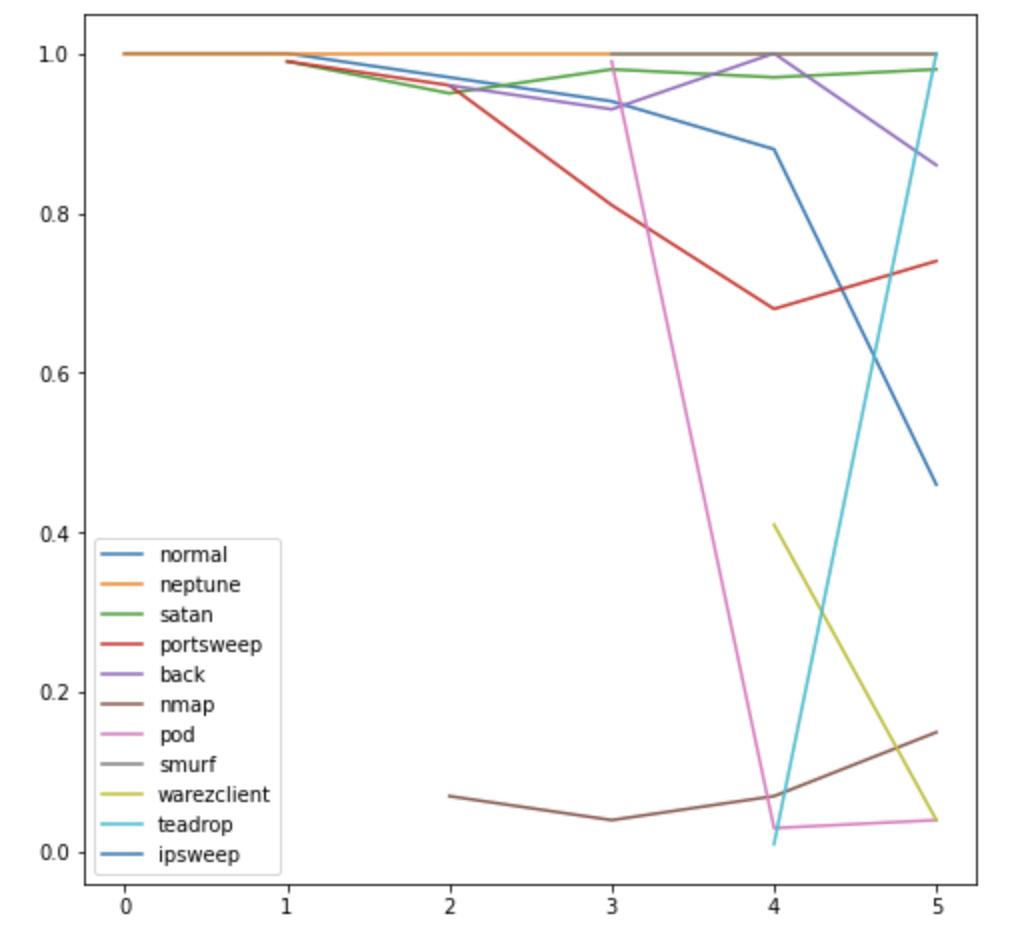 1.0
0.8
0.6
0.4
0.2
0.0
normal
neptune
satan
portsweep
back
nmap
pod
smurf
warezclient
teadrop
ipsweep
0 1 2 3 4 5